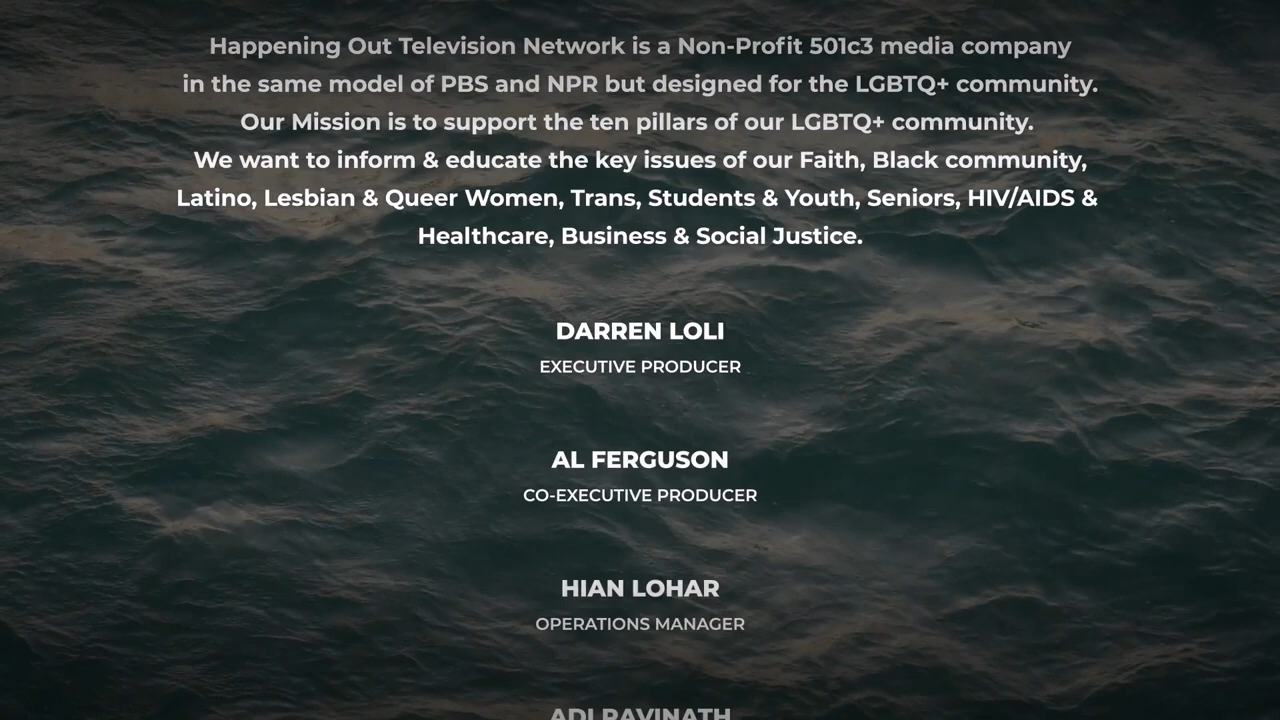 Happening Out Television Network is a Non-Profit 501c3 media company
in the same model of PBS and NPR but designed for the LGBTQ+ community.
Our Mission is to support the ten pillars of our LGBTQ+ community.
We want to inform & educate the key issues of our Faith, Black community,
Latino, Lesbian & Queer Women, Trans, Students & Youth, Seniors, HIV/AIDS &
Healthcare, Business & Social Justice.
DARREN LOLI
EXECUTIVE PRODUCER
AL FERGUSON
CO-EXECUTIVE PRODUCER
HIAN LOHAR
OPERATIONS MANAGER
ADI RAVINATH